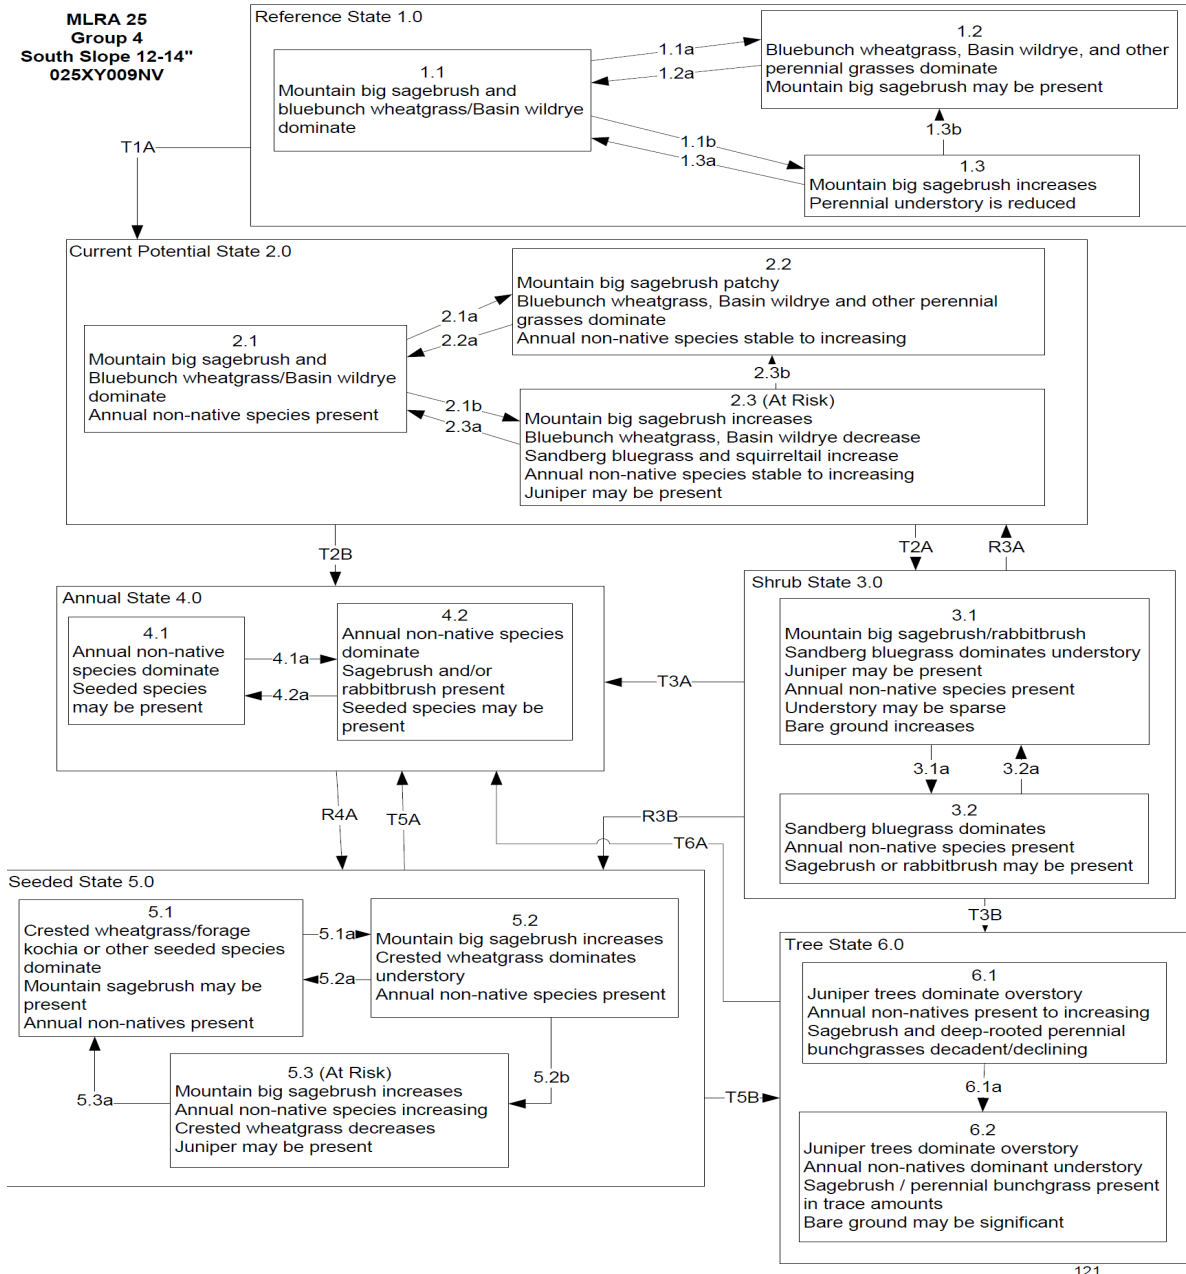 MLRA 25
Group 4
South Slope 12-14"
025XY009NV
Reference State 1.0
1.1
Mountain big sagebrush and
bluebunch wheatgrass/Basin wildrye
dominate
1.1a
1.2a
1.2
Bluebunch wheatgrass, Basin wildrye, and other
perennial grasses dominate
Mountain big sagebrush may be present
1.3b
1.1b
1.3a
1.3
Mountain big sagebrush increases
Perennial understory is reduced
T1A
Current Potential State 2.0
2.1
Mountain big sagebrush and
Bluebunch wheatgrass/Basin wildrye
dominate
Annual non-native species present
2.1a
2.2a
2.2
Mountain big sagebrush patchy
Bluebunch wheatgrass, Basin wildrye and other perennial
grasses dominate
Annual non-native species stable to increasing
2.3b
2.1b
2.3a
2.3 (At Risk)
Mountain big sagebrush increases
Bluebunch wheatgrass, Basin wildrye decrease
Sandberg bluegrass and squirreltail increase
Annual non-native species stable to increasing
Juniper may be present
T2B
T2A
R3A
Annual State 4.0
4.1
Annual non-native
species dominate
Seeded species
may be present
4.1a
4.2a
4.2
Annual non-native species
dominate
Sagebrush and/or
rabbitbrush present
Seeded species may be
present
T3A
Shrub State 3.0
3.1
Mountain big sagebrush/rabbitbrush
Sandberg bluegrass dominates understory
Juniper may be present
Annual non-native species present
Understory may be sparse
Bare ground increases
3.1a
3.2a
3.2
Sandberg bluegrass dominates
Annual non-native species present
Sagebrush or rabbitbrush may be present
R4A
T5A
R3B
T6A
T3B
Seeded State 5.0
5.1
Crested wheatgrass/forage
kochia or other seeded species
dominate
Mountain sagebrush may be
present
Annual non-natives present
5.1a
5.2a
5.2
Mountain big sagebrush increases
Crested wheatgrass dominates
understory
Annual non-native species present
5.2b
5.3a
5.3 (At Risk)
Mountain big sagebrush increases
Annual non-native species increasing
Crested wheatgrass decreases
Juniper may be present
T5B
Tree State 6.0
6.1
Juniper trees dominate overstory
Annual non-natives present to increasing
Sagebrush and deep-rooted perennial
bunchgrasses decadent/declining
6.1a
6.2
Juniper trees dominate overstory
Annual non-natives dominant understory
Sagebrush / perennial bunchgrass present
in trace amounts
Bare ground may be significant
121